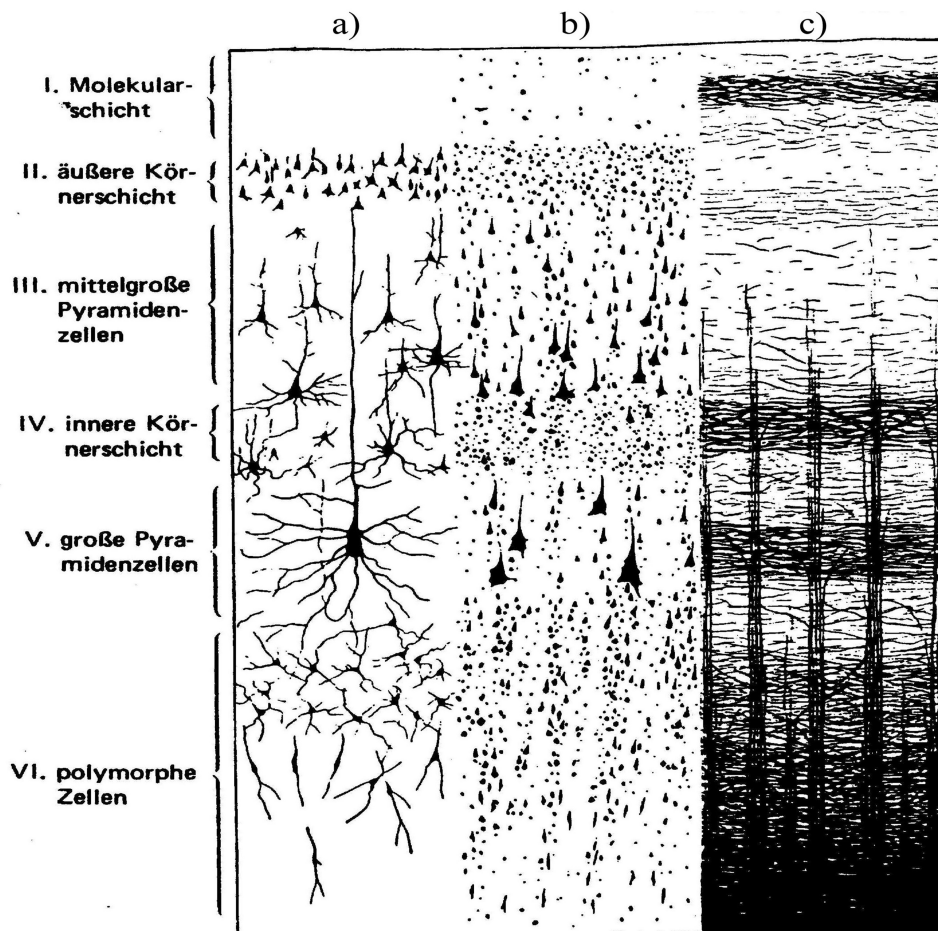 a) b) c)
I. Molekular-
schicht
II. äußere Kör-
nerschicht
III. mittelgroße
Pyramiden-
zellen
IV. innere Kör-
nerschicht
V. große Pyra-
midenzellen
VI. polymorphe
Zellen